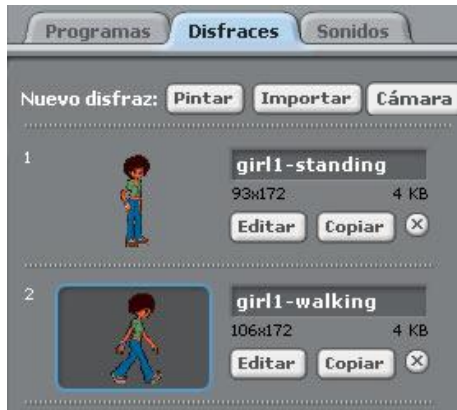 Programas Disfraces Sonidos
Nuevo disfraz: Pintar Importar Cámara
1
girl1-standing
93x172 4 KB
Editar Copiar
2
girl1-walking
106x172 4 KB
Editar Copiar